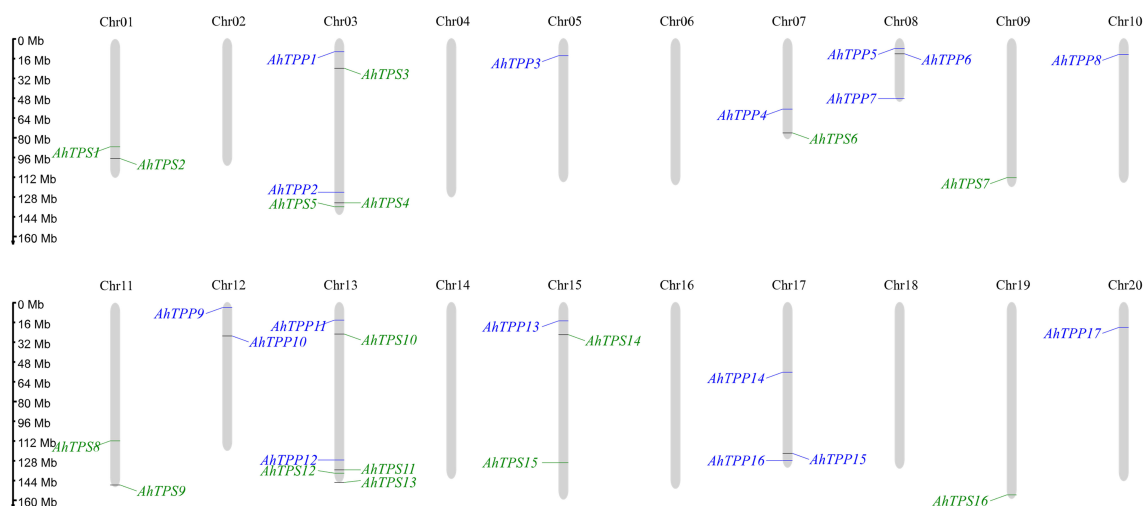 Chr01 Chr02 Chr03 Chr04 Chr05 Chr06 Chr07 Chr08 Chr09 Chr10
0 Mb
AhTPP1 AhTPP3 AhTPP5 AhTPP6 AhTPP8
16 Mb
AhTPS3
32 Mb
48 Mb AhTPP7
AhTPP4
64 Mb
80 Mb AhTPS6
AhTPS1
96 Mb AhTPS2
112 Mb AhTPS7
AhTPP2
128 Mb AhTPS5 AhTPS4
144 Mb
160 Mb
Chr11 Chr12 Chr13 Chr14 Chr15 Chr16 Chr17 Chr18 Chr19 Chr20
0 Mb
AhTPP9
16 Mb AhTPP11 AhTPP13 AhTPP17
32 Mb AhTPP10 AhTPS10 AhTPS14
48 Mb
AhTPP14
64 Mb
80 Mb
96 Mb
112 Mb
AhTPS8
128 Mb AhTPP12 AhTPS15 AhTPP16 AhTPP15
AhTPS12 AhTPS11
144 Mb AhTPS13
AhTPS9
160 Mb AhTPS16